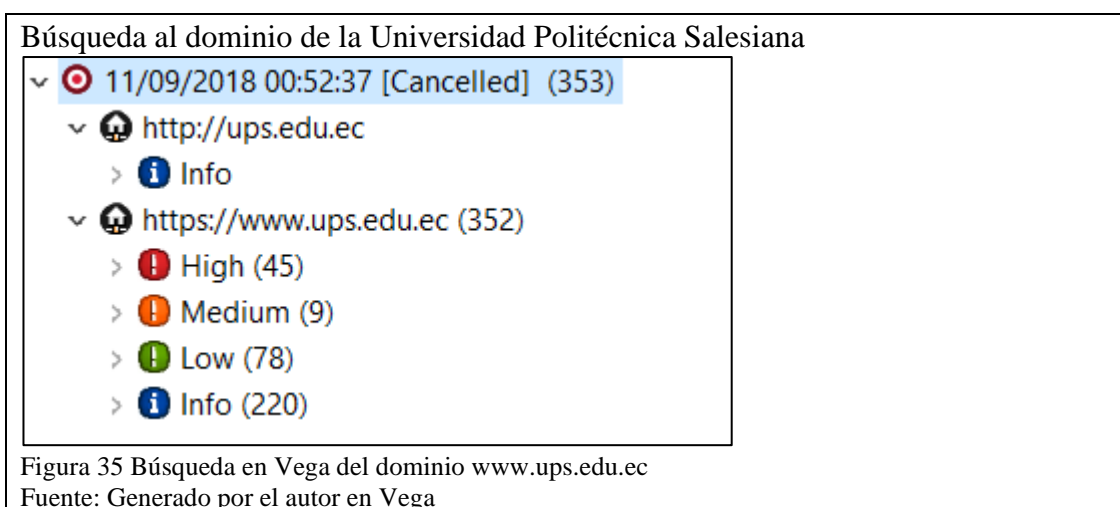 Búsqueda al dominio de la Universidad Politécnica Salesiana
11/09/2018 00:52:37 [Cancelled] (353)
http://ups.edu.ec
Info
https://www.ups.edu.ec (352)
High (45)
Medium (9)
Low (78)
Info (220)
Figura 35 Búsqueda en Vega del dominio www.ups.edu.ec
Fuente: Generado por el autor en Vega